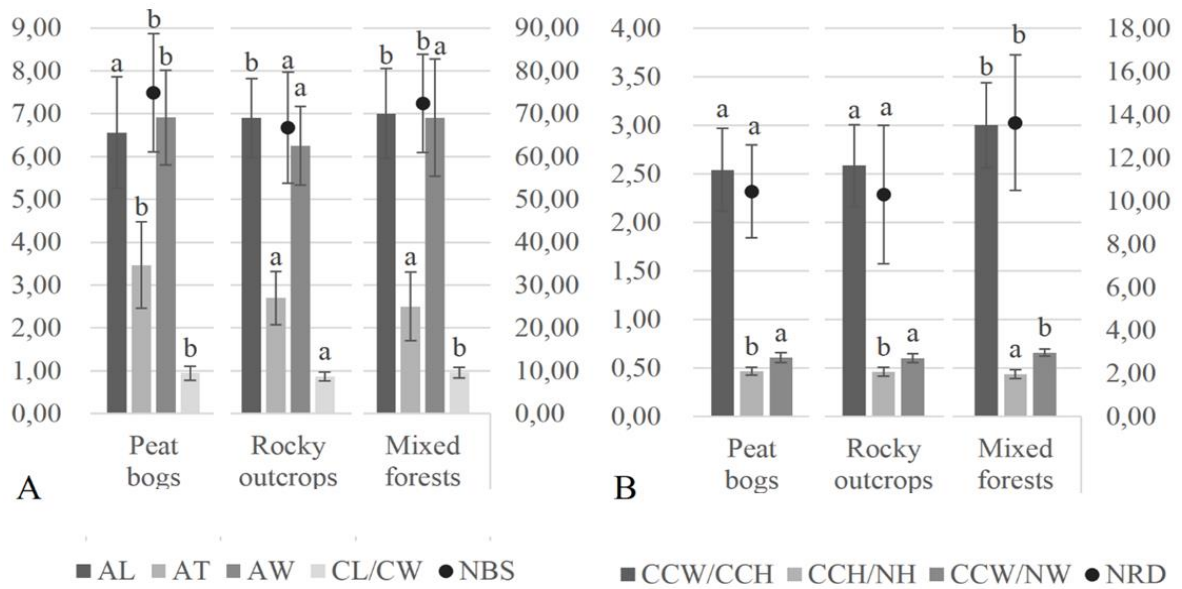 9,00
8,00
7,00
6,00
5,00
4,00
3,00
2,00
1,00
0,00
a b b
b
b
b a a
a
a
b b a
a
b
90,00
80,00
70,00
60,00
50,00
40,00
30,00
20,00
10,00
0,00
Peat bogs
Rocky outcrops
Mixed forests
A
AL AT AW CL/CW NBS
4,00
3,50
3,00
2,50
2,00
1,50
1,00
0,50
0,00
a a
b a
a a
b a
b b
a b
18,00
16,00
14,00
12,00
10,00
8,00
6,00
4,00
2,00
0,00
Peat bogs
Rocky outcrops
Mixed forests
B
CCW/CCH CCH/NH CCW/NW NRD